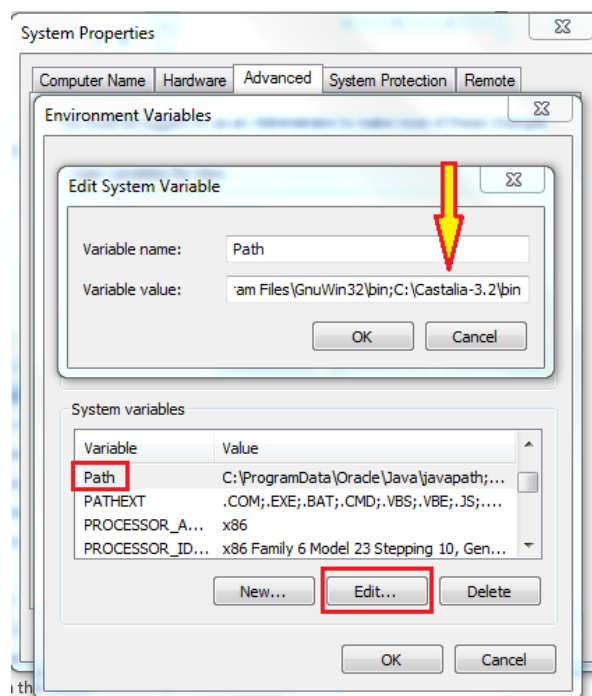 System Properties
Computer Name Hardware Advanced System Protection Remote
Environment Variables
Edit System Variable
Variable name: Path
Variable value: ram Files\GnuWin32\bin;C:\Castalia-3.2\bin
OK Cancel
System variables
Variable Value
Path C:\ProgramData\Oracle\Java\javapath;...
PATHEXT .COM;.EXE;.BAT;.CMD;.VBS;.VBE;.JS;....
PROCESSOR_A... x86
PROCESSOR_ID... x86 Family 6 Model 23 Stepping 10, Gen...
New... Edit... Delete
OK Cancel